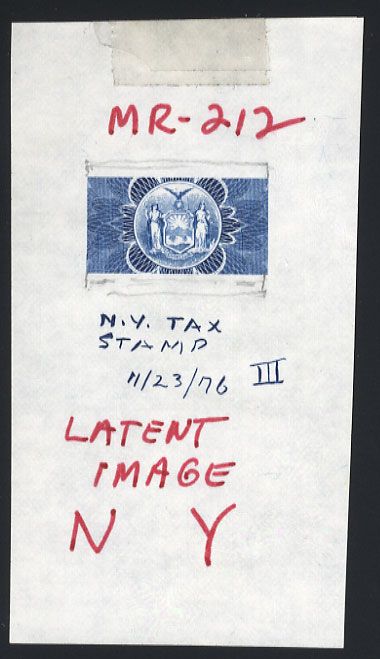 MR-212
N.Y. TAX
STAMP
11/23/76 III
LATENT
IMAGE
N Y